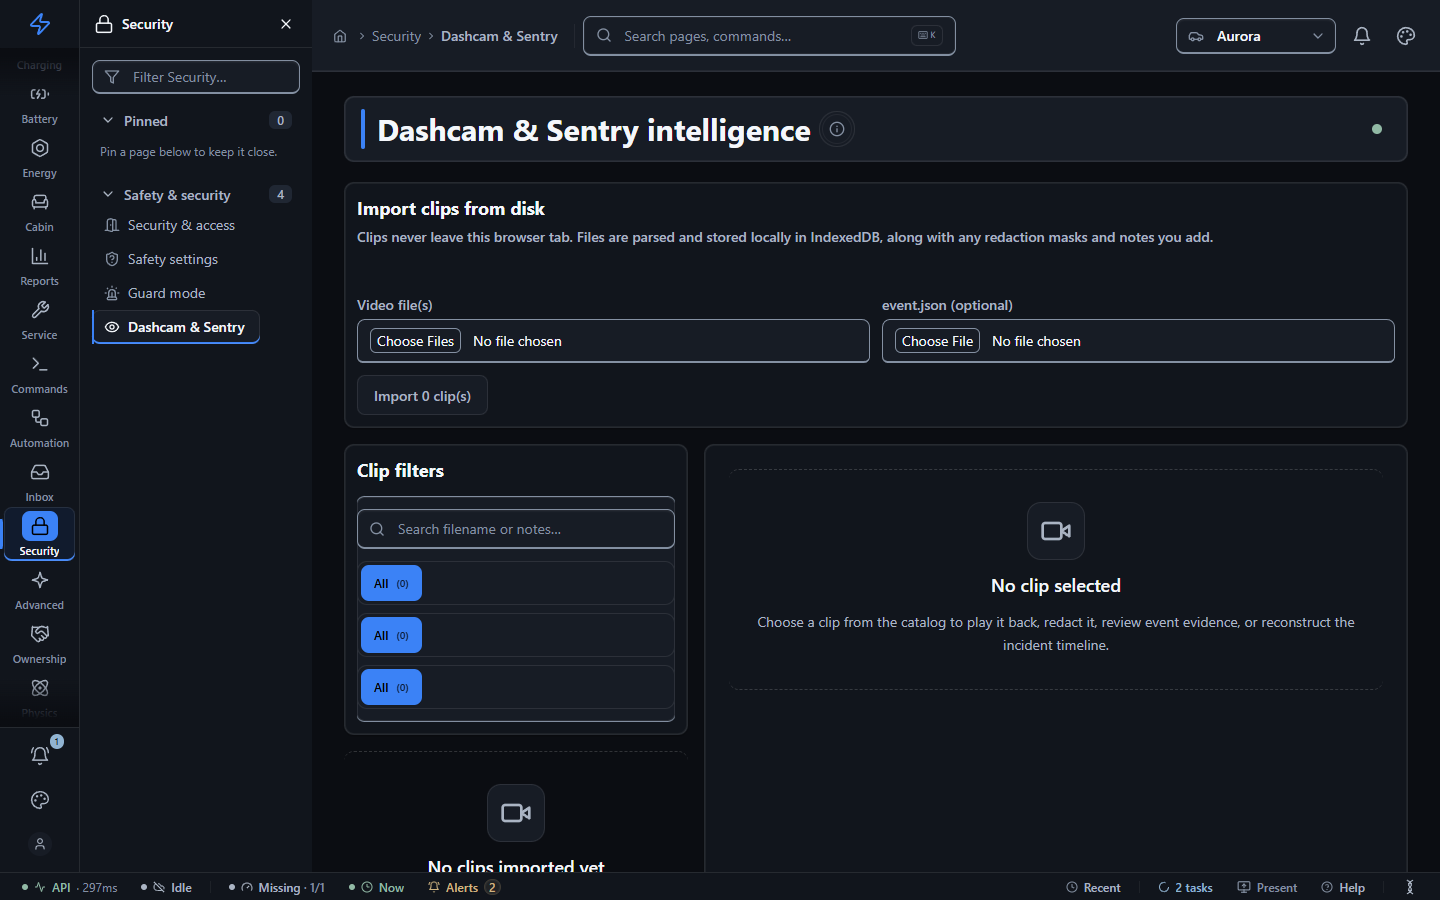 Security
Security
Dashcam & Sentry
Search pages, commands...
K
Aurora
Charging
Battery
Energy
Cabin
Reports
Service
Commands
Automation
Inbox
Security
Advanced
Ownership
Physics
1
Filter Security...
Pinned
0
Pin a page below to keep it close.
Safety & security
4
Security & access
Safety settings
Guard mode
Dashcam & Sentry
Dashcam & Sentry intelligence
Import clips from disk
Clips never leave this browser tab. Files are parsed and stored locally in IndexedDB, along with any redaction masks and notes you add.
Video file(s)
Choose Files No file chosen
event.json (optional)
Choose File No file chosen
Import 0 clip(s)
Clip filters
Search filename or notes...
All (0)
All (0)
All (0)
No clips imported yet
No clip selected
Choose a clip from the catalog to play it back, redact it, review event evidence, or reconstruct the
incident timeline.
API · 297ms
Idle
Missing · 1/1
Now
Alerts 2
Recent
2 tasks
Present
Help